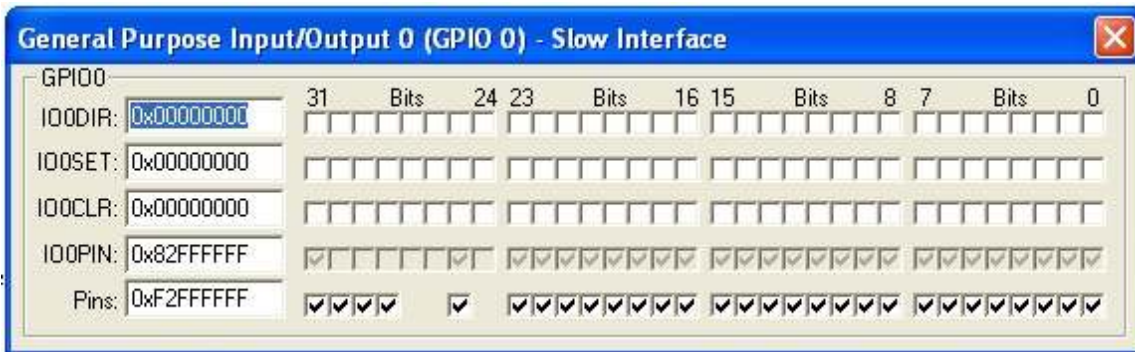 General Purpose Input/Output 0 (GPIO 0) - Slow Interface
GPIO0
31 Bits 24 23 Bits 16 15 Bits 8 7 Bits 0
IO0DIR: 0x00000000
IO0SET: 0x00000000
IO0CLR: 0x00000000
IO0PIN: 0x82FFFFFF
Pins: 0xF2FFFFFF